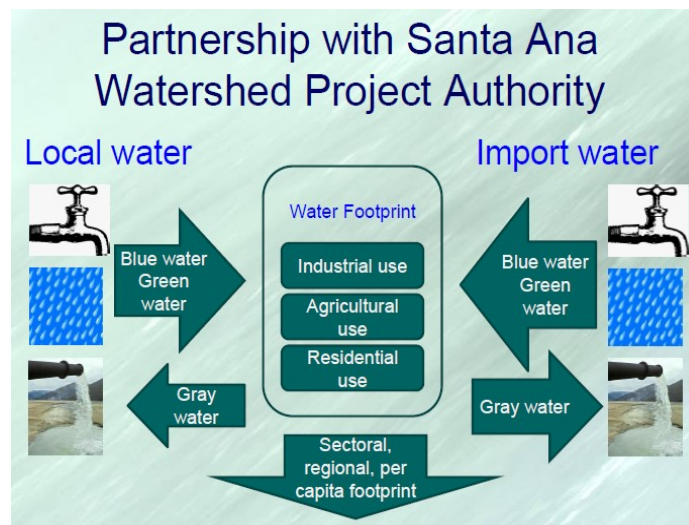 Partnership with Santa Ana
Watershed Project Authority
Local water
Import water
Water Footprint
Blue water
Green
water
Industrial use
Agricultural
use
Residential
use
Blue water
Green
water
Gray
water
Gray water
Sectoral,
regional, per
capita footprint